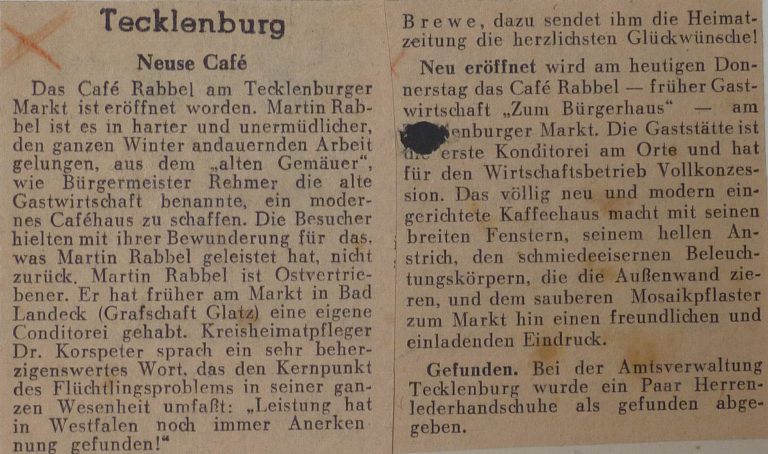 Tecklenburg
Neuse Café
Das Café Rabbel am Tecklenburger
Markt ist eröffnet worden. Martin Rab-
bel ist es in harter und unermüdlicher,
den ganzen Winter andauernden Arbeit
gelungen, aus dem „alten Gemäuer“,
wie Bürgermeister Rehmer die alte
Gastwirtschaft benannte, ein moder-
nes Caféhaus zu schaffen. Die Besucher
hielten mit ihrer Bewunderung für das,
was Martin Rabbel geleistet hat, nicht
zurück. Martin Rabbel ist Ostvertrie-
bener. Er hat früher am Markt in Bad
Landeck (Grafschaft Glatz) eine eigene
Conditorei gehabt. Kreisheimatpfleger
Dr. Korspeter sprach ein sehr beher-
zigenswertes Wort, das den Kernpunkt
des Flüchtlingsproblems in seiner gan-
zen Wesenheit umfaßt: „Leistung hat
in Westfalen noch immer Anerken
nung gefunden!“
Brewe, dazu sendet ihm die Heimat-
zeitung die herzlichsten Glückwünsche!
Neu eröffnet wird am heutigen Don-
nerstag das Café Rabbel — früher Gast-
wirtschaft „Zum Bürgerhaus“ — am
enburger Markt. Die Gaststätte ist
die erste Konditorei am Orte und hat
für den Wirtschaftsbetrieb Vollkonzes-
sion. Das völlig neu und modern ein-
gerichtete Kaffeehaus macht mit seinen
breiten Fenstern, seinem hellen An-
strich, den schmiedeeisernen Beleuch-
tungskörpern, die die Außenwand zie-
ren, und dem sauberen Mosaikpflaster
zum Markt hin einen freundlichen und
einladenden Eindruck.
Gefunden. Bei der Amtsverwaltung
Tecklenburg wurde ein Paar Herren-
lederhandschuhe als gefunden abge-
geben.